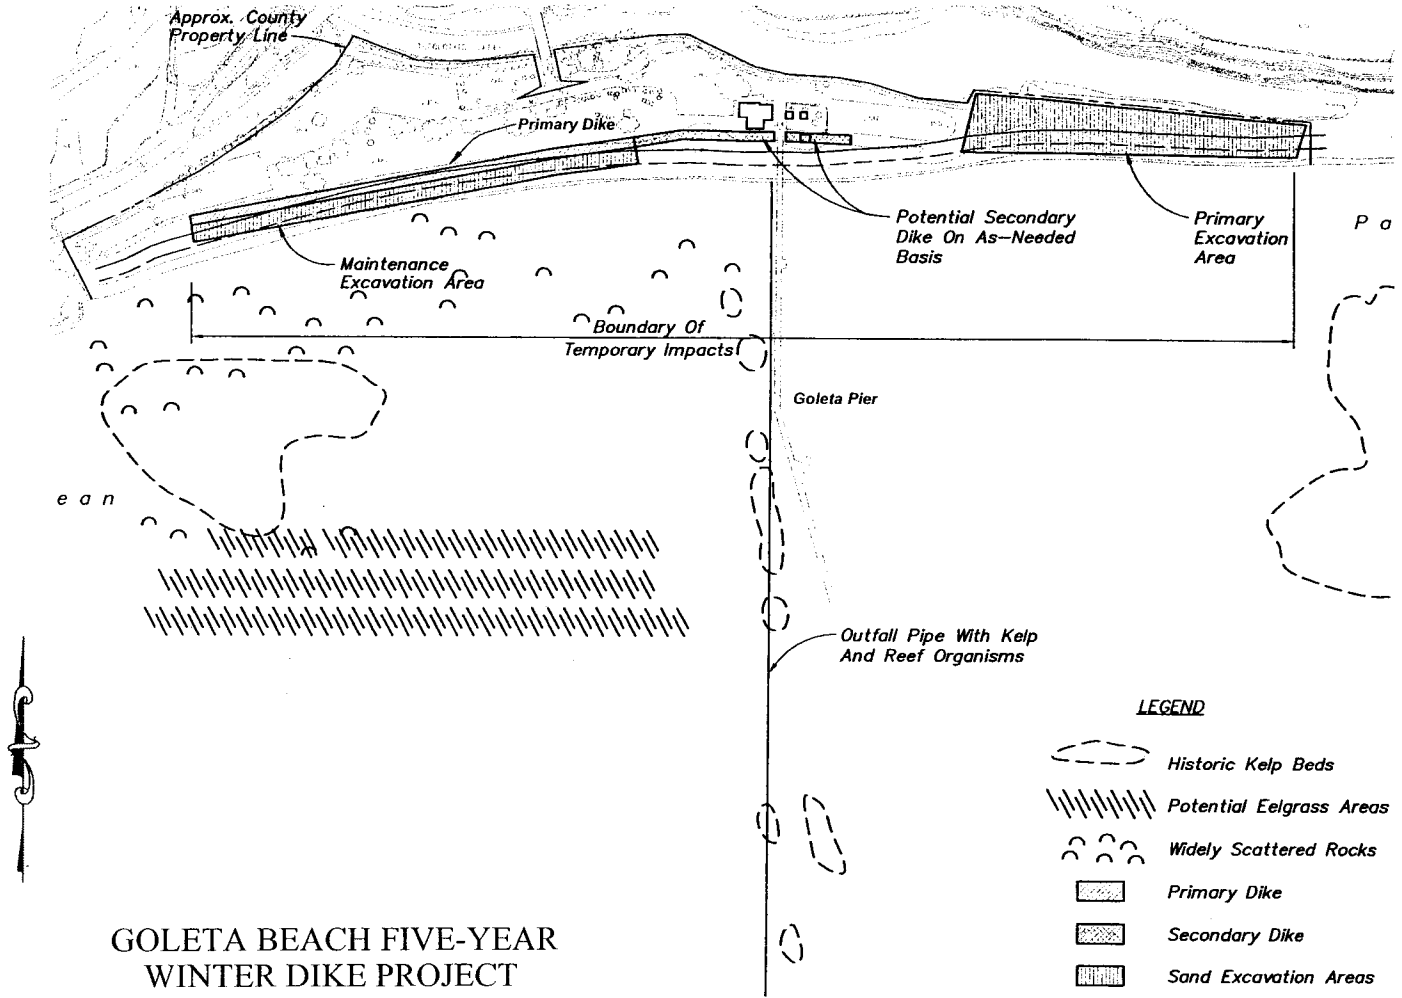 Approx. County
Property Line
Primary Dike
Potential Secondary
Dike On As-Needed
Basis
Primary
Excavation
Area
P a
Maintenance
Excavation Area
Boundary Of
Temporary Impacts
Goleta Pier
e a n
Outfall Pipe With Kelp
And Reef Organisms
LEGEND
Historic Kelp Beds
Potential Eelgrass Areas
Widely Scattered Rocks
Primary Dike
Secondary Dike
Sand Excavation Areas
GOLETA BEACH FIVE-YEAR
WINTER DIKE PROJECT